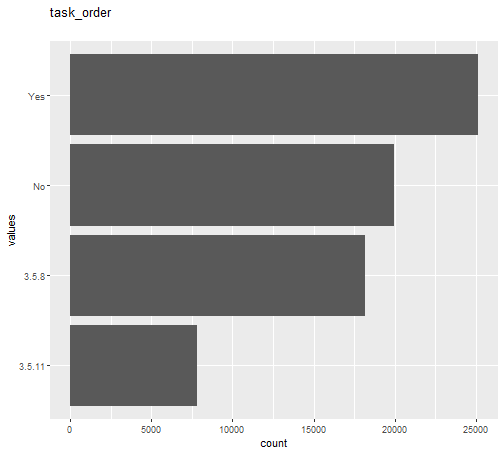 task_order
Yes
No
3.5.8
3.5.11
values
0 5000 10000 15000 20000 25000
count